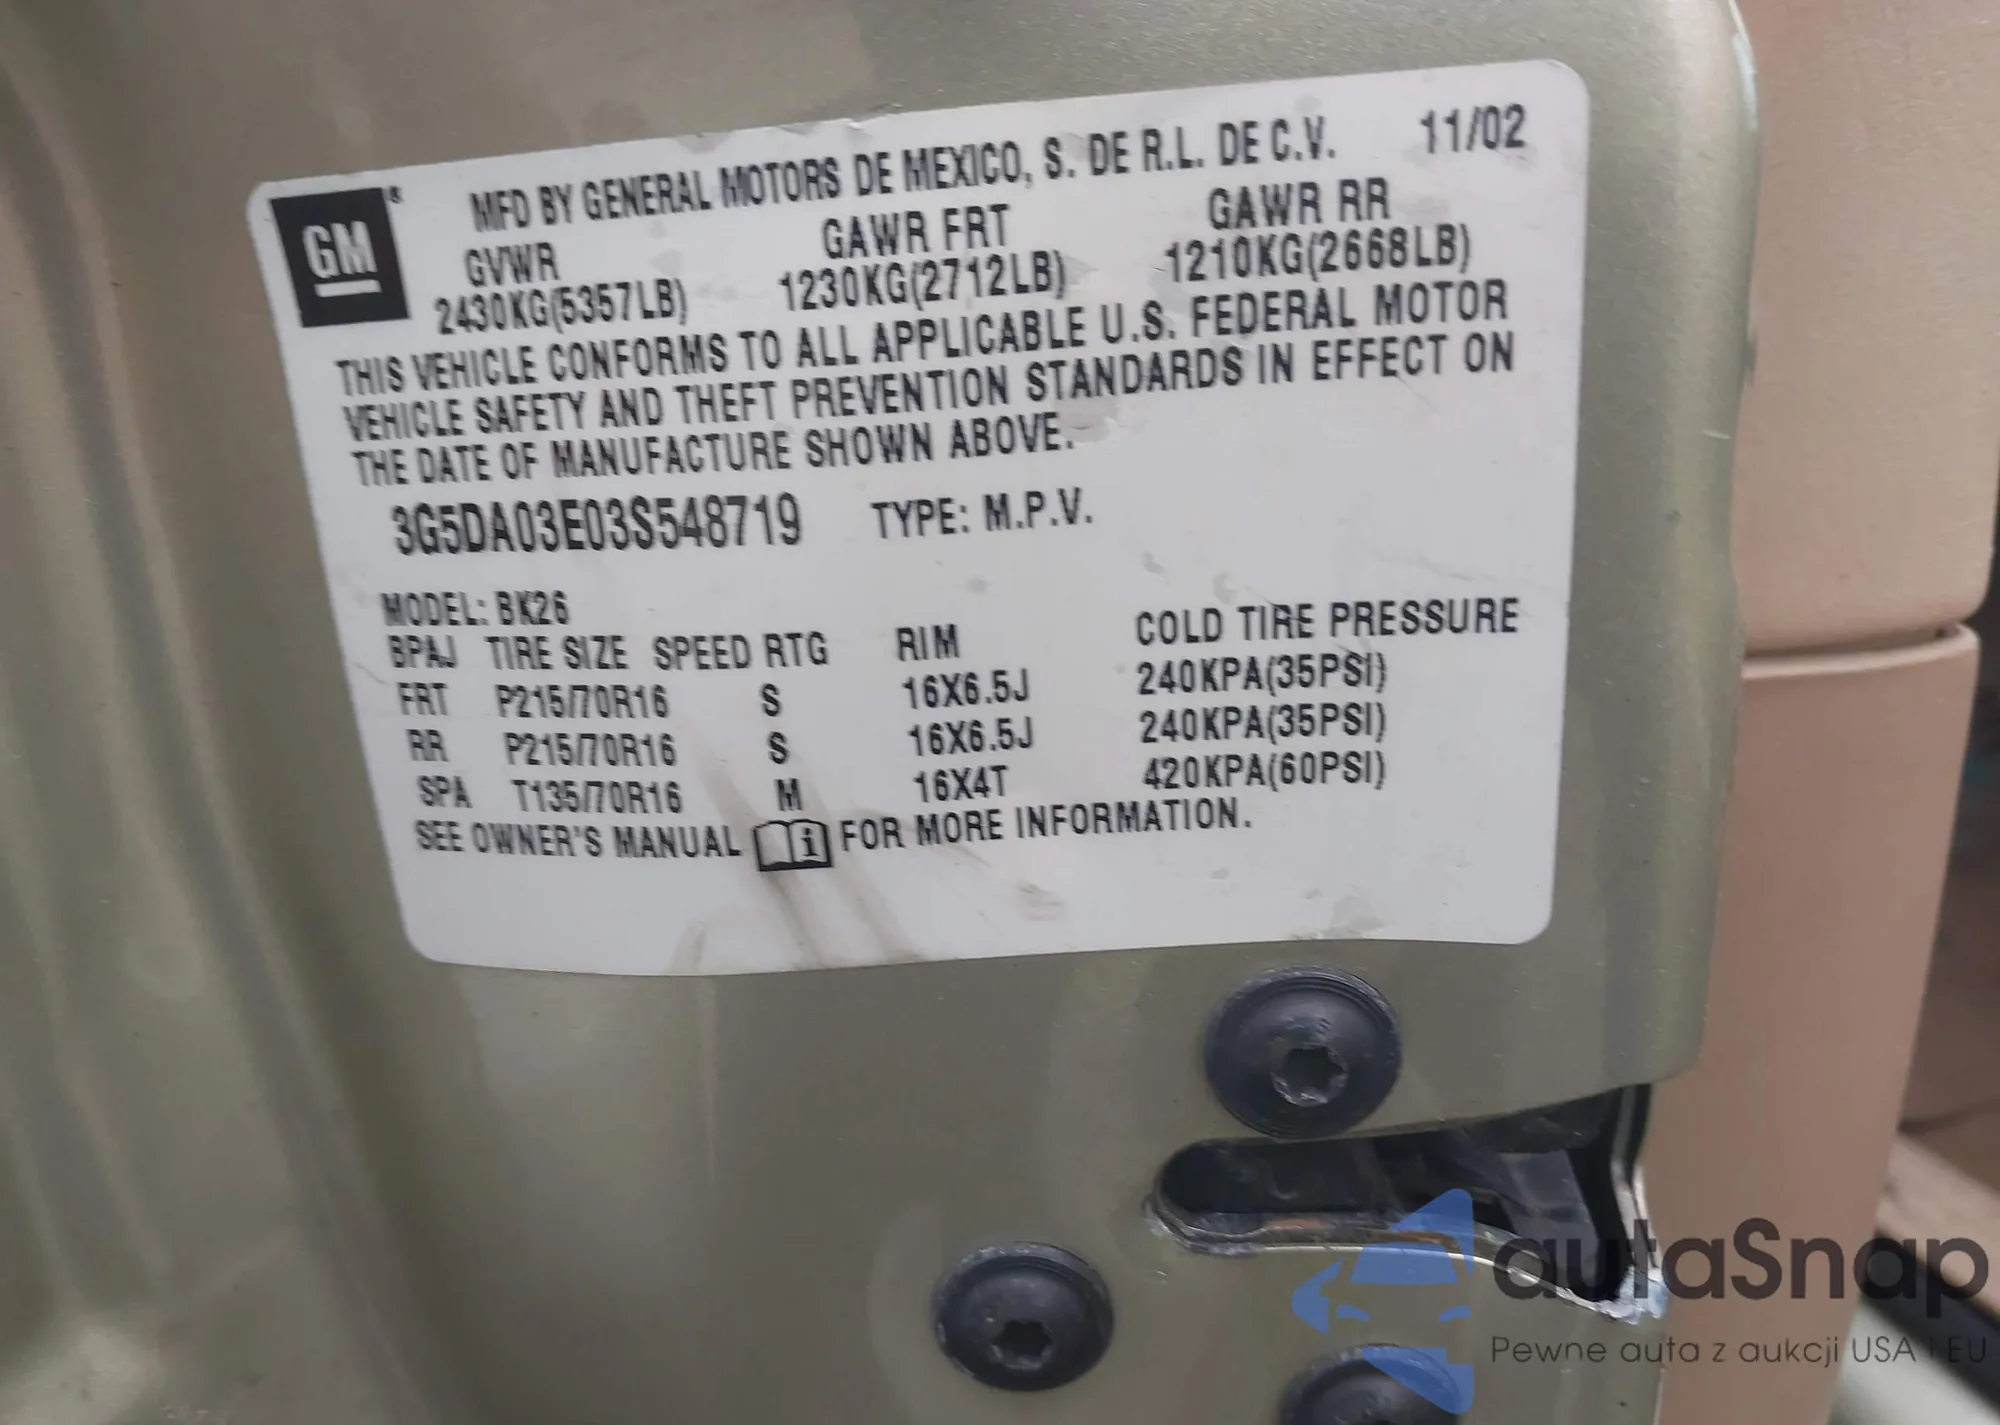 MFD BY GENERAL MOTORS DE MEXICO, S. DE R.L. DE C.V. 11/02
GM
GVWR GAWR FRT GAWR RR
2430KG(5357LB) 1230KG(2712LB) 1210KG(2668LB)
THIS VEHICLE CONFORMS TO ALL APPLICABLE U.S. FEDERAL MOTOR
VEHICLE SAFETY AND THEFT PREVENTION STANDARDS IN EFFECT ON
THE DATE OF MANUFACTURE SHOWN ABOVE.
3G5DA03E03S548719 TYPE: M.P.V.
MODEL: BK26
BPAJ TIRE SIZE SPEED RTG RIM COLD TIRE PRESSURE
FRT P215/70R16 S 16X6.5J 240KPA(35PSI)
RR P215/70R16 S 16X6.5J 240KPA(35PSI)
SPA T135/70R16 M 16X4T 420KPA(60PSI)
SEE OWNER'S MANUAL i FOR MORE INFORMATION.
autaSnap
Pewne auta z aukcji USA i EU